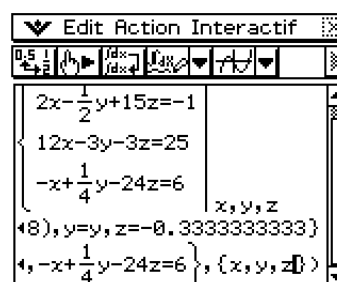 Edit Action Interactif
2x-1/2y+15z=-1
12x-3y-3z=25
-x+1/4y-24z=6
x,y,z
8),y=y,z=-0.3333333333}
,-x+1/4y-24z=6},{x,y,z})